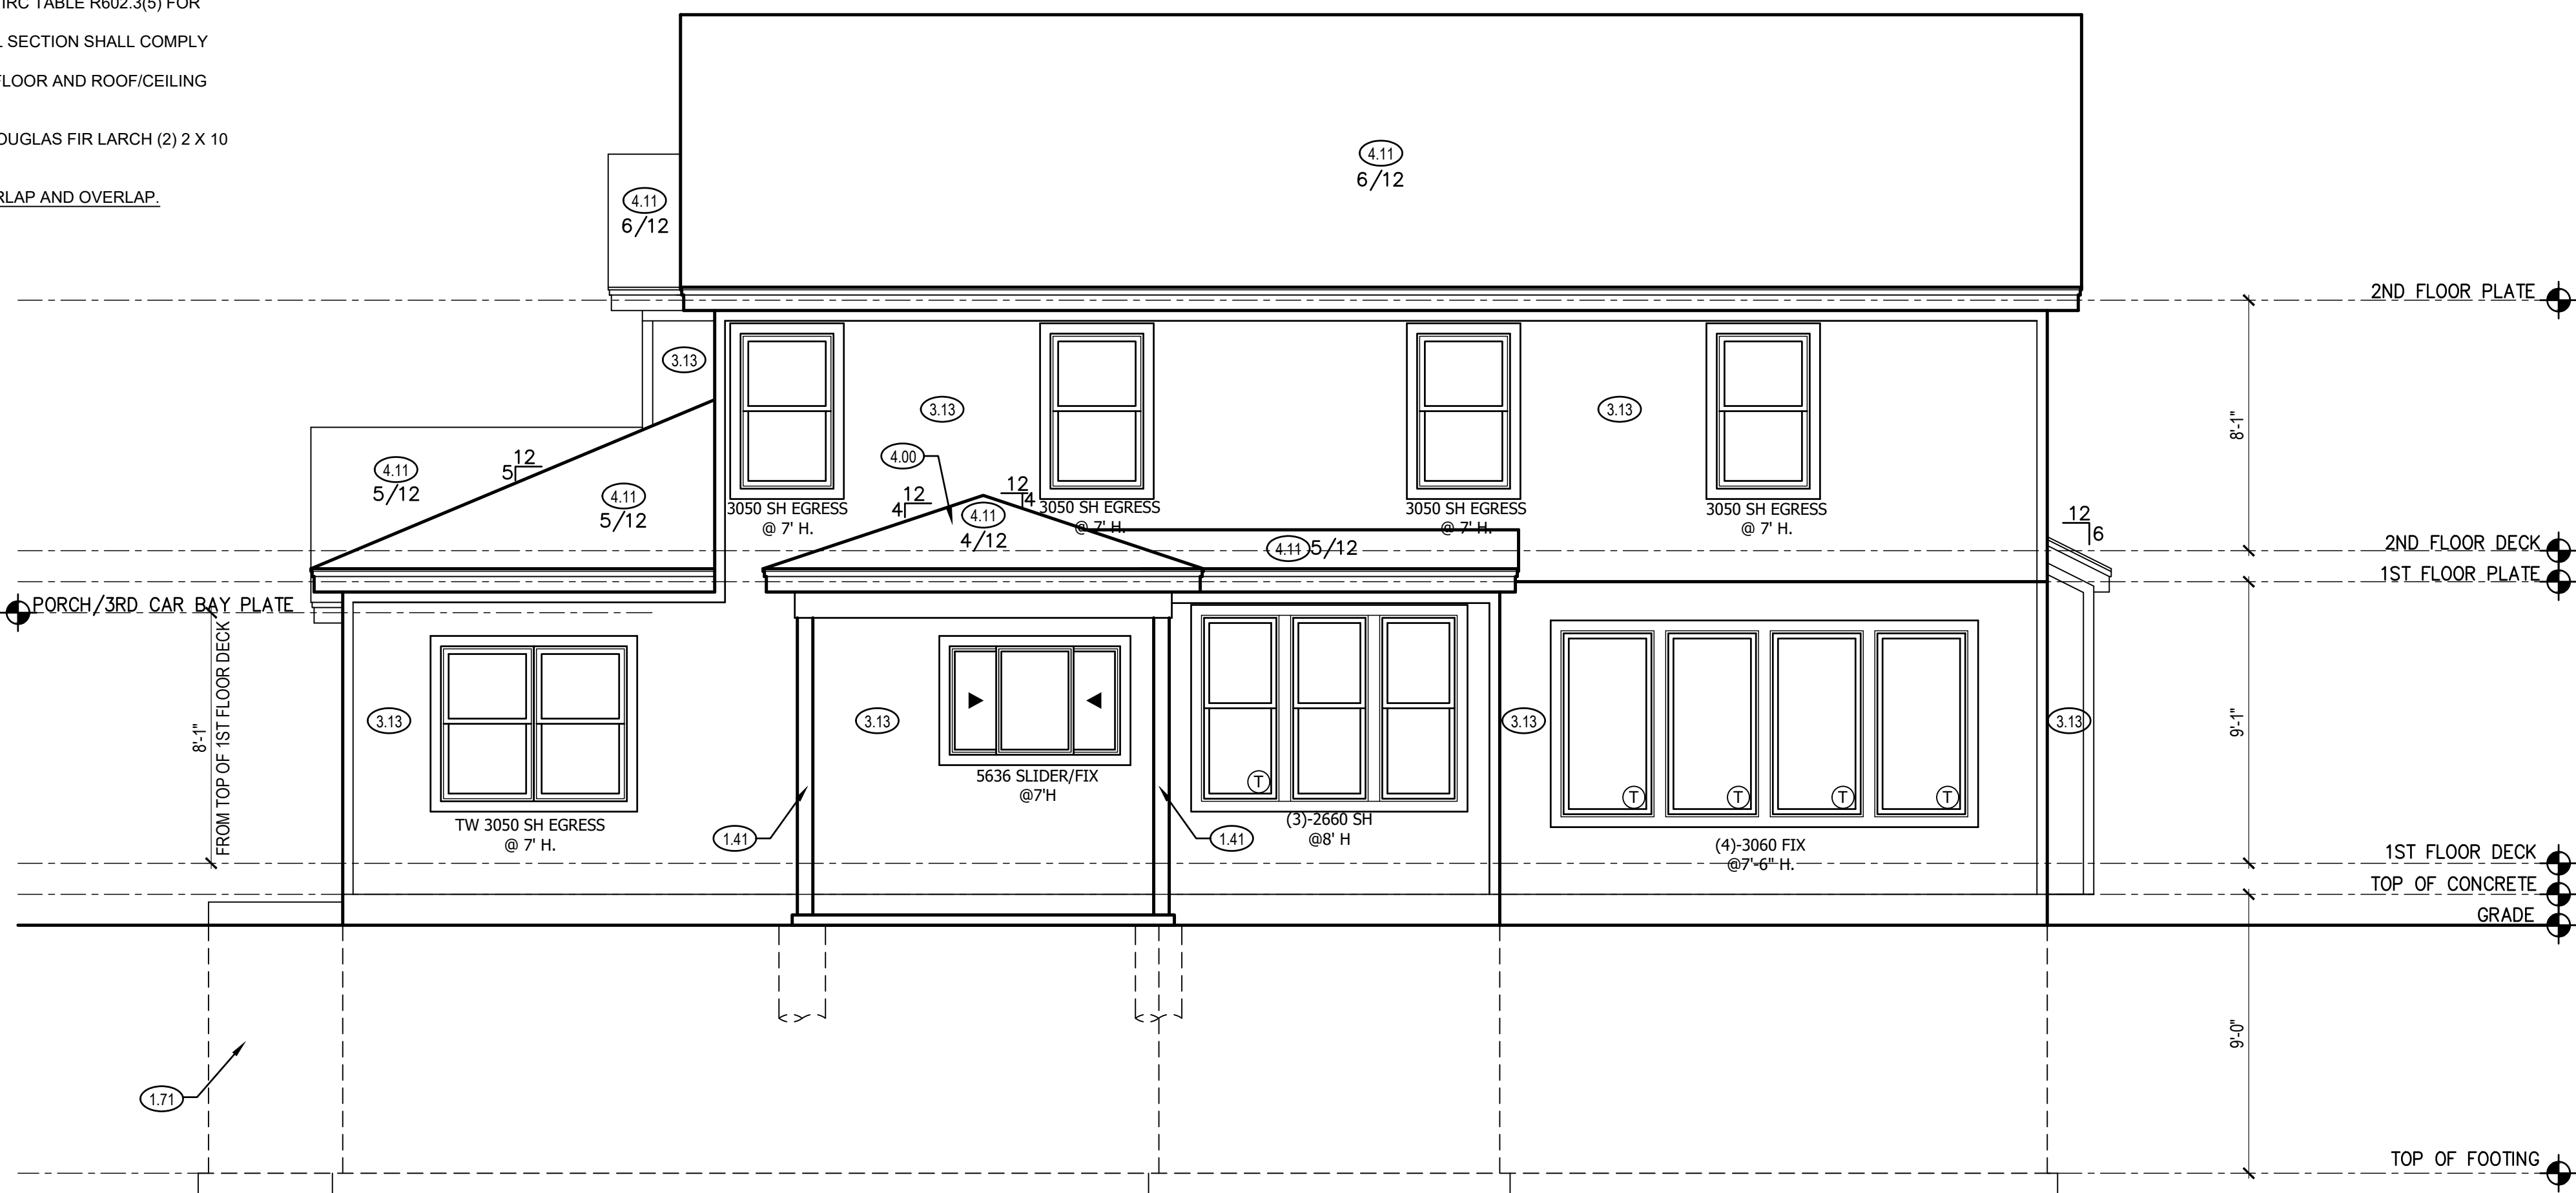 IRC TABLE R602.3(5) FOR
SECTION SHALL COMPLY
FLOOR AND ROOF/CEILING
DOUGLAS FIR LARCH (2) 2 X 10
AND OVERLAP.
4.11
6/12
4.11
6/12
2ND FLOOR PLATE
3.13
3.13
3.13
8'-1"
4.00
12
5
4.11
5/12
4.11
5/12
12
4
12
4
4.11
4/12
3050 SH EGRESS
@ 7' H.
3050 SH EGRESS
@ 7' H.
3050 SH EGRESS
@ 7' H.
3050 SH EGRESS
@ 7' H.
4.11 5/12
12
6
2ND FLOOR DECK
1ST FLOOR PLATE
PORCH/3RD CAR BAY PLATE
8'-1"
FROM TOP OF 1ST FLOOR DECK
3.13
3.13
3.13
3.13
9'-1"
T
T
T
T
T
5636 SLIDER/FIX
@7'H
TW 3050 SH EGRESS
@ 7' H.
(3)-2660 SH
@8' H
1.41
1.41
(4)-3060 FIX
@7'-6" H.
1ST FLOOR DECK
TOP OF CONCRETE
GRADE
9'-0"
1.71
TOP OF FOOTING